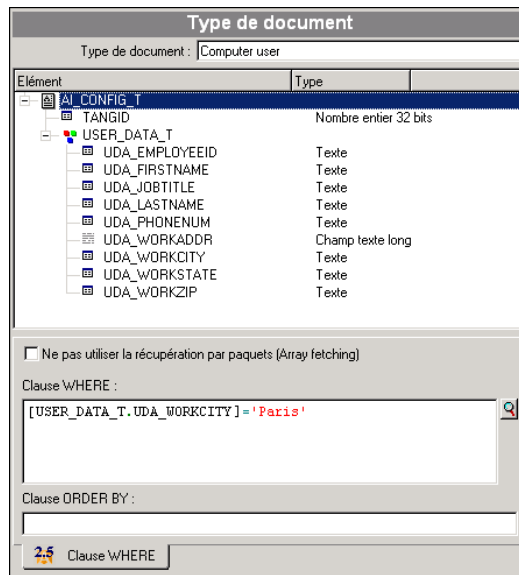 Type de document
Type de document : Computer user
Elément Type
AI_CONFIG_T
TANGID Nombre entier 32 bits
USER_DATA_T
UDA_EMPLOYEEID Texte
UDA_FIRSTNAME Texte
UDA_JOBTITLE Texte
UDA_LASTNAME Texte
UDA_PHONENUM Texte
UDA_WORKADDR Champ texte long
UDA_WORKCITY Texte
UDA_WORKSTATE Texte
UDA_WORKZIP Texte
Ne pas utiliser la récupération par paquets (Array fetching)
Clause WHERE :
[USER_DATA_T.UDA_WORKCITY]='Paris'
Clause ORDER BY :
2.5 Clause WHERE